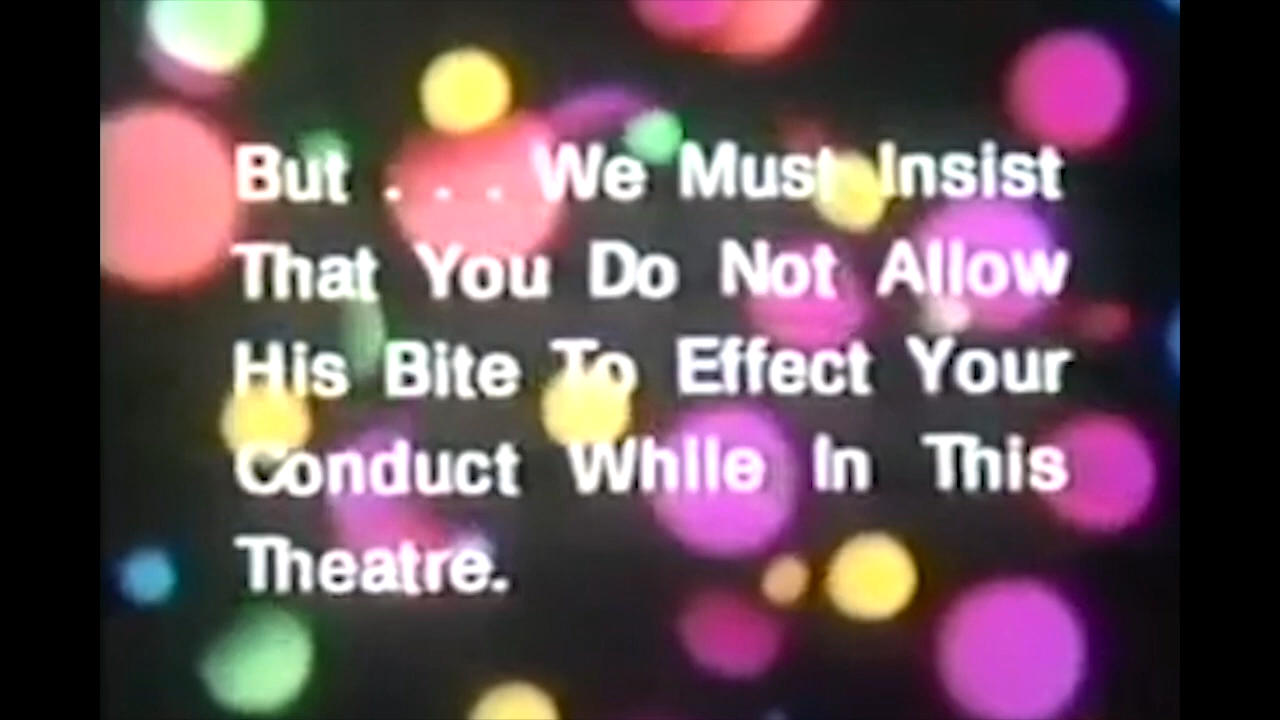 But . . . We Must Insist
That You Do Not Allow
His Bite To Effect Your
Conduct While In This
Theatre.